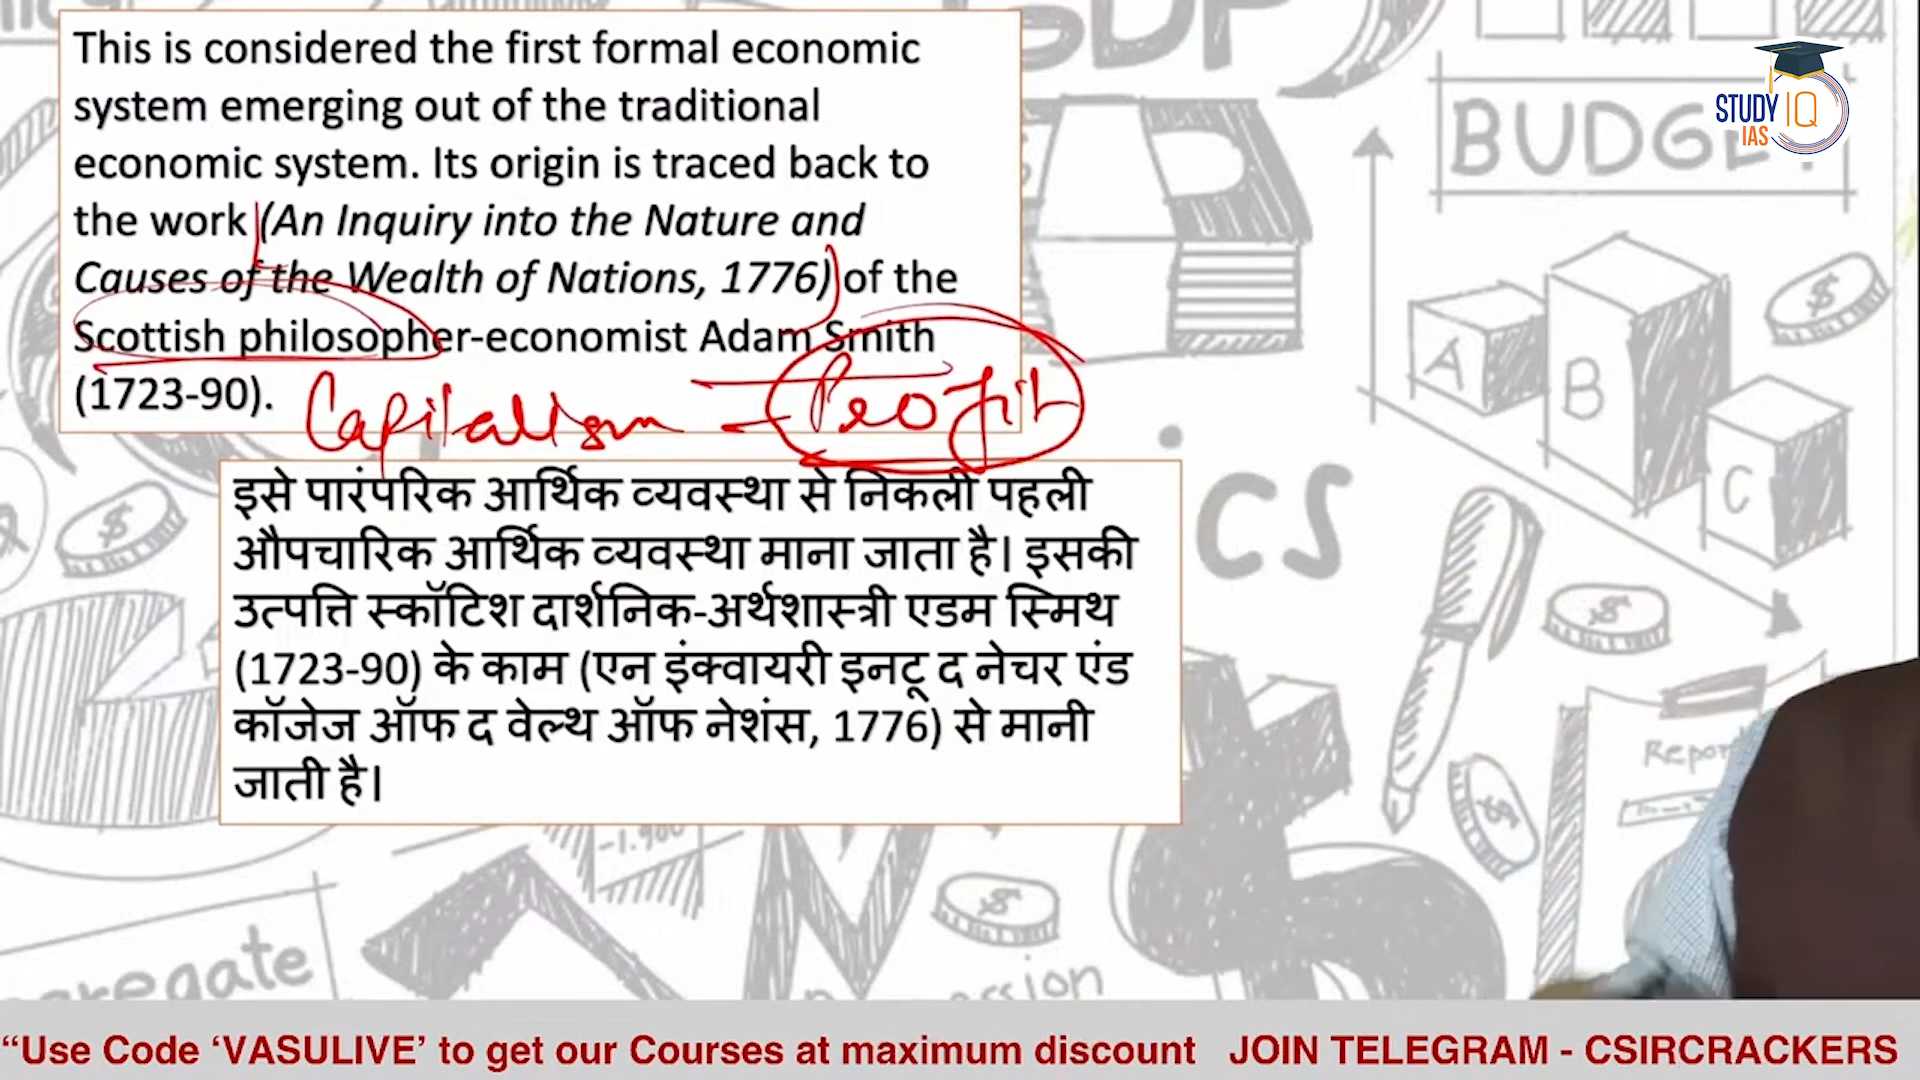 This is considered the first formal economic
system emerging out of the traditional
economic system. Its origin is traced back to
the work (An Inquiry into the Nature and
Causes of the Wealth of Nations, 1776) of the
Scottish philosopher-economist Adam Smith
(1723-90).
Capitalism - Profit
इसे पारंपरिक आर्थिक व्यवस्था से निकली पहली
औपचारिक आर्थिक व्यवस्था माना जाता है। इसकी
उत्पत्ति स्कॉटिश दार्शनिक-अर्थशास्त्री एडम स्मिथ
(1723-90) के काम (एन इंक्वायरी इनटू द नेचर एंड
कॉजेज ऑफ द वेल्थ ऑफ नेशंस, 1776) से मानी
जाती है।
STUDY IQ
IAS
A
B
C
CS
-1.900
“Use Code ‘VASULIVE’ to get our Courses at maximum discount JOIN TELEGRAM - CSIRCRACKERS